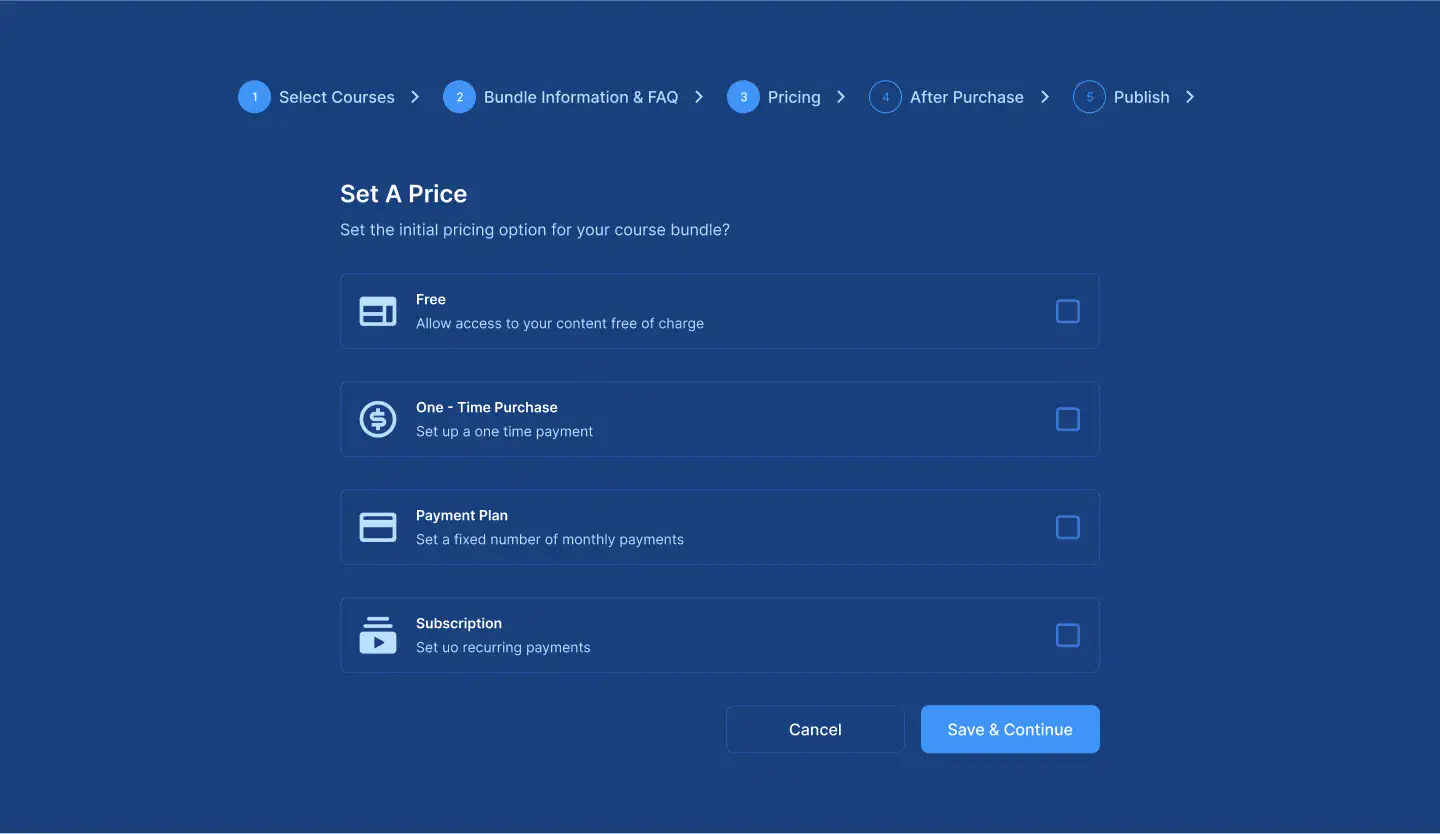 1 Select Courses 2 Bundle Information & FAQ 3 Pricing 4 After Purchase 5 Publish
Set A Price
Set the initial pricing option for your course bundle?
Free
Allow access to your content free of charge
One - Time Purchase
Set up a one time payment
Payment Plan
Set a fixed number of monthly payments
Subscription
Set uo recurring payments
Cancel Save & Continue